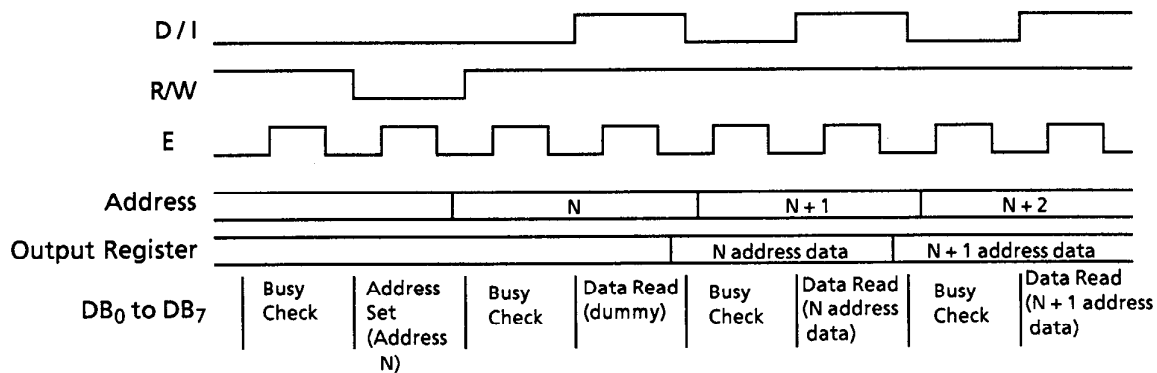 D / I
R/W
E
Address
N
N + 1
N + 2
Output Register
N address data
N + 1 address data
DB0 to DB7
Busy
Check
Address
Set
(Address
N)
Busy
Check
Data Read
(dummy)
Busy
Check
Data Read
(N address
data)
Busy
Check
Data Read
(N + 1 address
data)